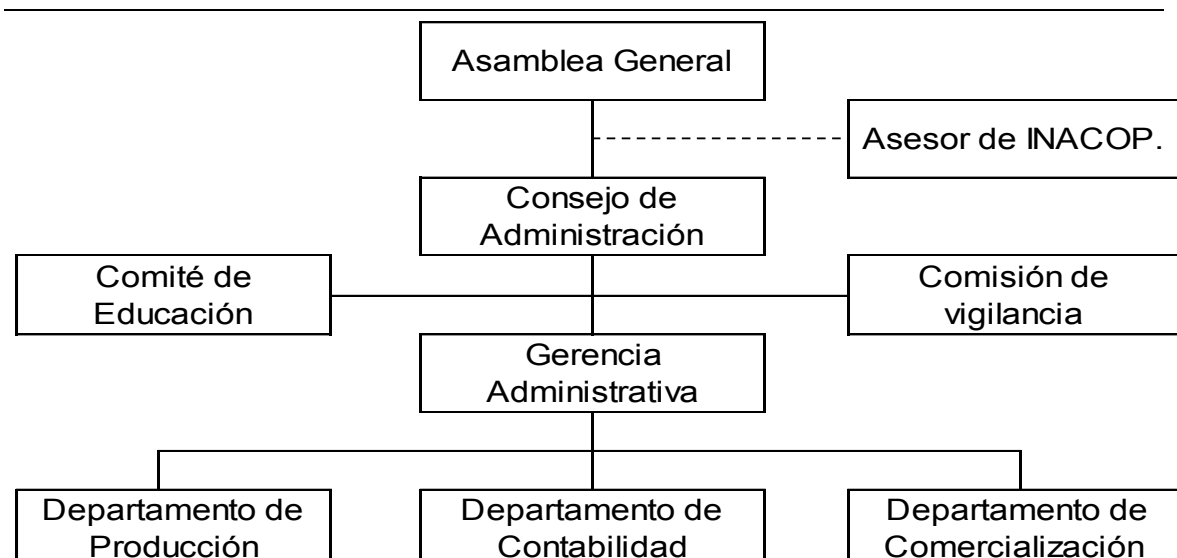 Asamblea General
Asesor de INACOP.
Consejo de
Administración
Comité de
Educación
Comisión de
vigilancia
Gerencia
Administrativa
Departamento de
Producción
Departamento de
Contabilidad
Departamento de
Comercialización